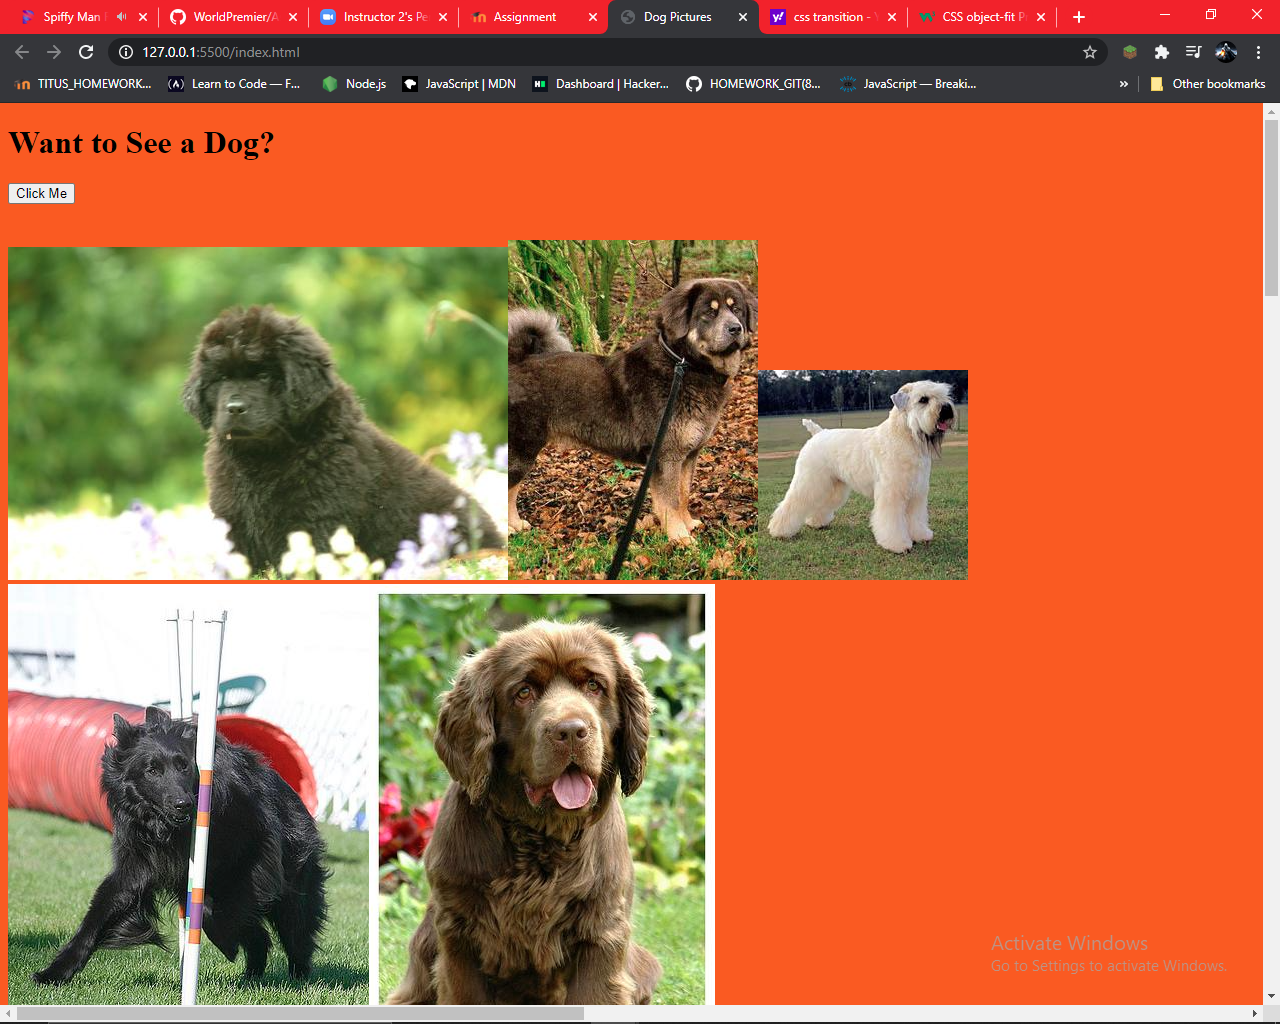 Spiffy Man
WorldPremier/A
Instructor 2's Pe
Assignment
Dog Pictures
css transition - Y
CSS object-fit P
127.0.0.1:5500/index.html
TITUS_HOMEWORK...
Learn to Code — F...
Node.js
JavaScript | MDN
Dashboard | Hacker...
HOMEWORK_GIT(8...
JavaScript — Breaki...
Other bookmarks
Want to See a Dog?
Click Me
Activate Windows
Go to Settings to activate Windows.